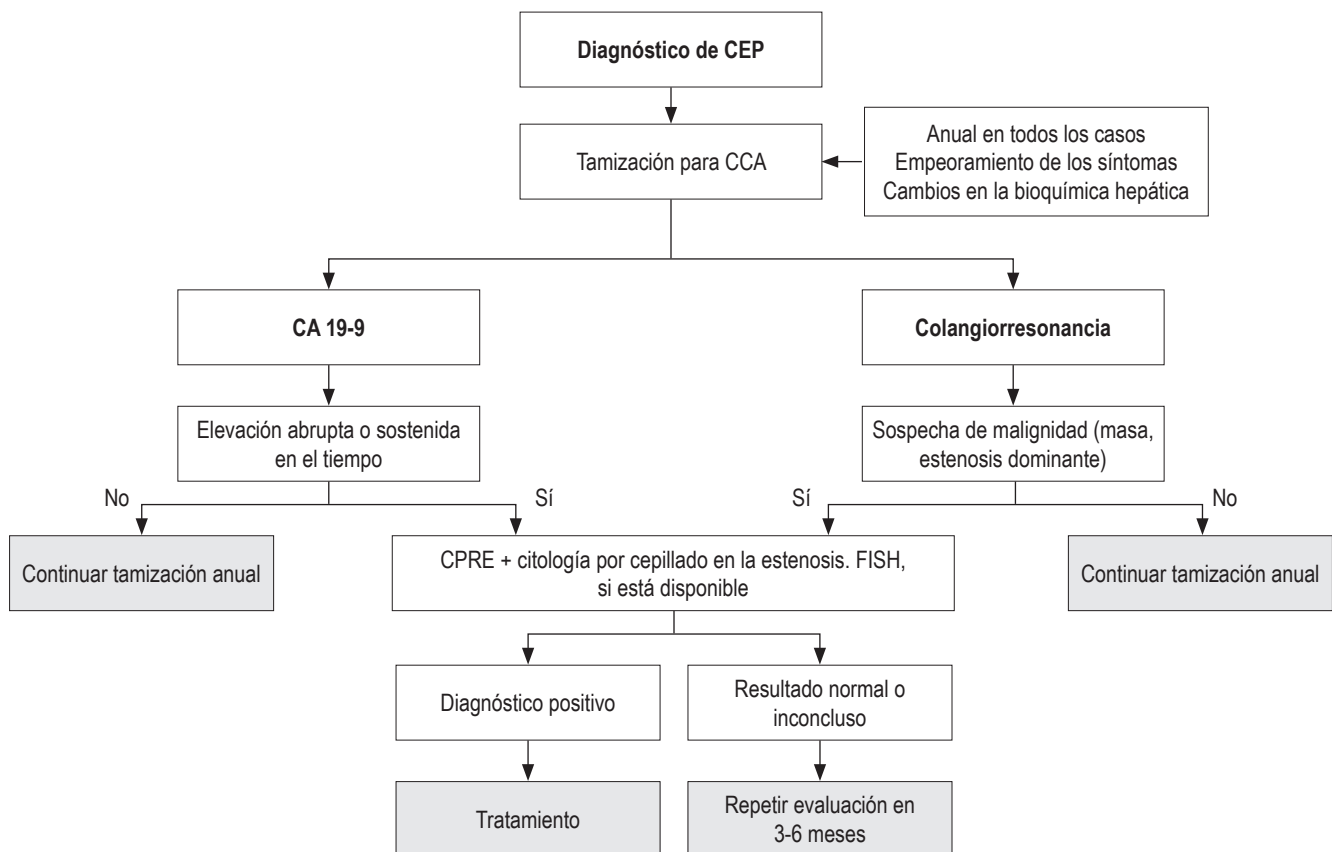 Diagnóstico de CEP
Tamización para CCA
Anual en todos los casos
Empeoramiento de los síntomas
Cambios en la bioquímica hepática
CA 19-9
Colangiorresonancia
Elevación abrupta o sostenida
en el tiempo
Sospecha de malignidad (masa,
estenosis dominante)
No
Sí
Sí
No
Continuar tamización anual
CPRE + citología por cepillado en la estenosis. FISH,
si está disponible
Continuar tamización anual
Diagnóstico positivo
Resultado normal o
inconcluso
Tratamiento
Repetir evaluación en
3-6 meses